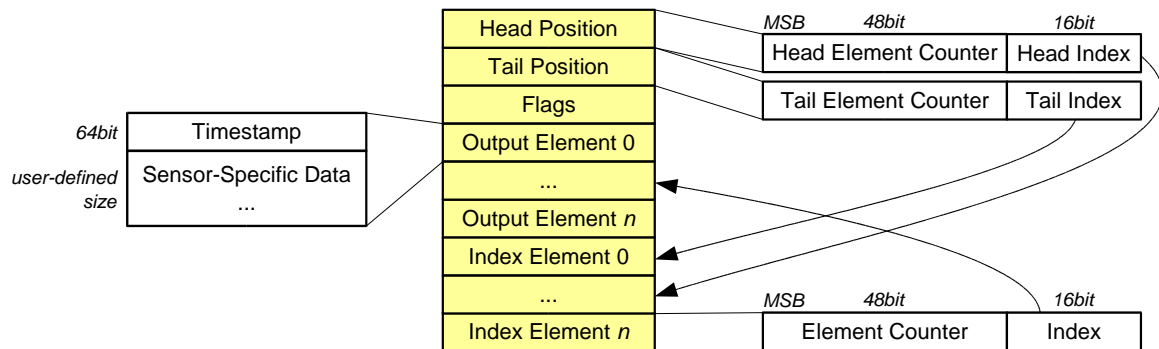 Head Position
Tail Position
Flags
Output Element 0
...
Output Element n
Index Element 0
...
Index Element n
64bit
Timestamp
user-defined
size
Sensor-Specific Data
...
MSB 48bit 16bit
Head Element Counter Head Index
Tail Element Counter Tail Index
MSB 48bit 16bit
Element Counter Index